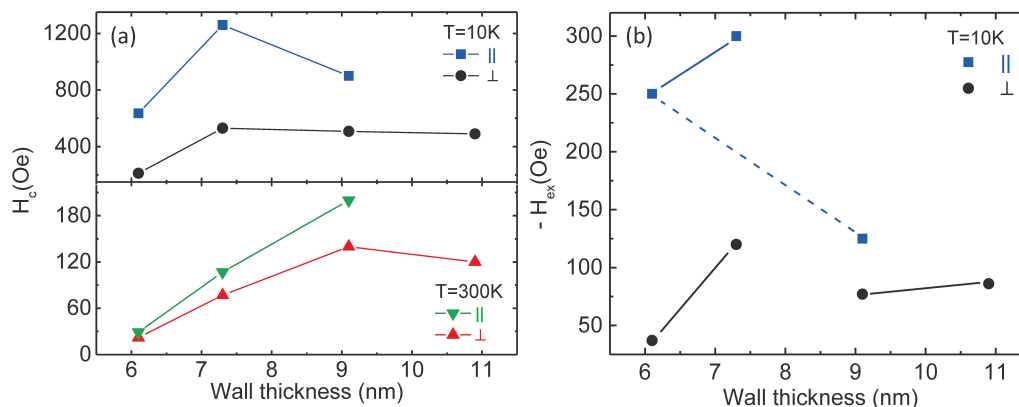 (a)
T=10K
||
⊥
1200
800
400
H_c(Oe)
180
120
60
0
T=300K
||
⊥
6 7 8 9 10 11
Wall thickness (nm)
(b)
T=10K
||
⊥
300
250
200
150
100
50
- H_ex(Oe)
6 7 8 9 10 11
Wall thickness (nm)